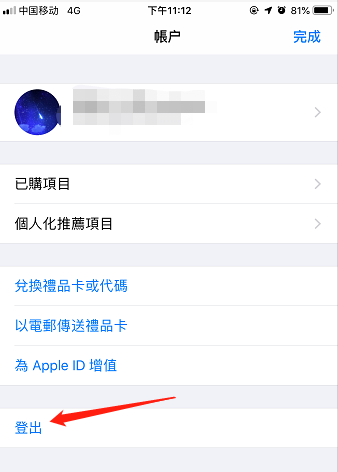 中国移动 4G 下午11:12 81%
帳户 完成
已購項目
個人化推薦項目
兌換禮品卡或代碼
以電郵傳送禮品卡
為 Apple ID 增值
登出